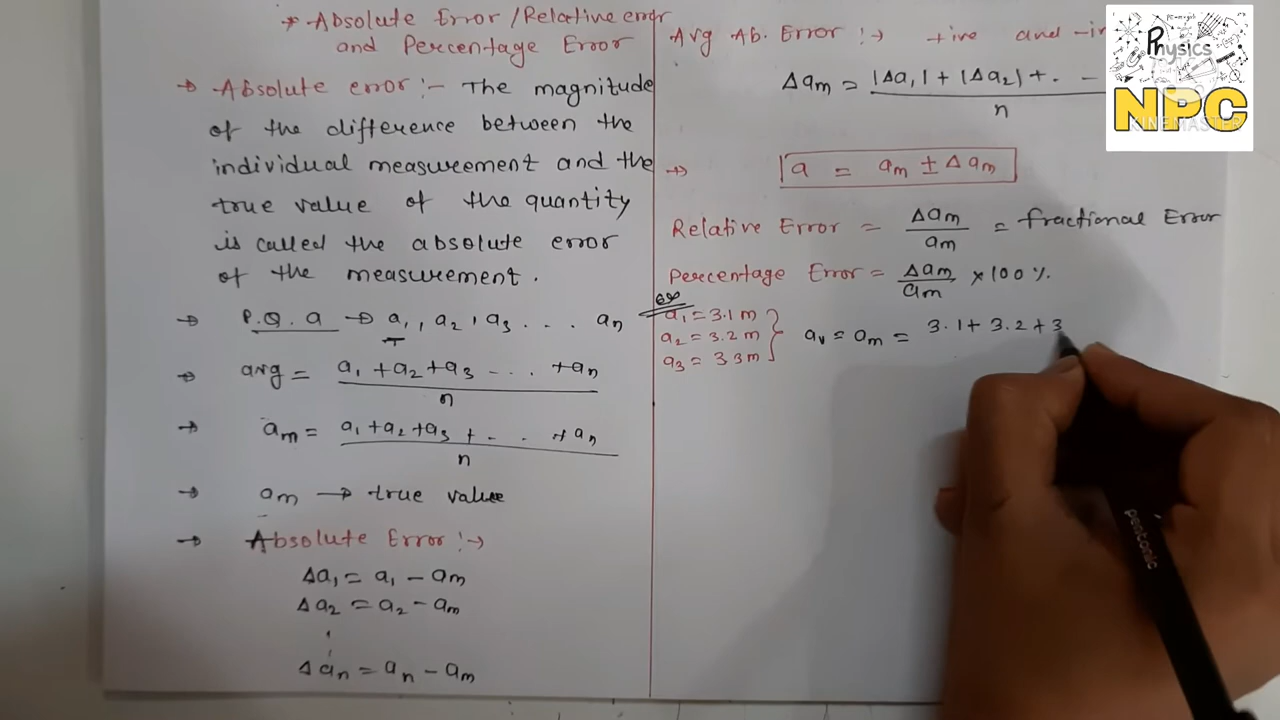 * Absolute Error / Relative error
and Percentage Error
→ Absolute error :- The magnitude
of the difference between the
individual measurement and the
true value of the quantity
is called the absolute error
of the measurement.
→ P.Q. a → a₁, a₂, a₃ . . . . aₙ
→ avg = a₁ + a₂ + a₃ - . . . + aₙ / n
→ aₘ = a₁ + a₂ + a₃ + - . . + aₙ / n
→ aₘ → true value
→ Absolute Error :→
Δa₁ = a₁ - aₘ
Δa₂ = a₂ - aₘ
Δaₙ = aₙ - aₘ
Avg Ab. Error :→ +ive and -i
Δaₘ = |Δa₁| + |Δa₂| + . - / n
→ a = aₘ ± Δaₘ
Relative Error = Δaₘ / aₘ = fractional Error
Percentage Error = Δaₘ / aₘ × 100 %.
ex
a₁ = 3.1 m
a₂ = 3.2 m
a₃ = 3.3m
aᵥ = aₘ = 3.1 + 3.2 + 3
Physics
NPC
KINEMASTER
pentonic